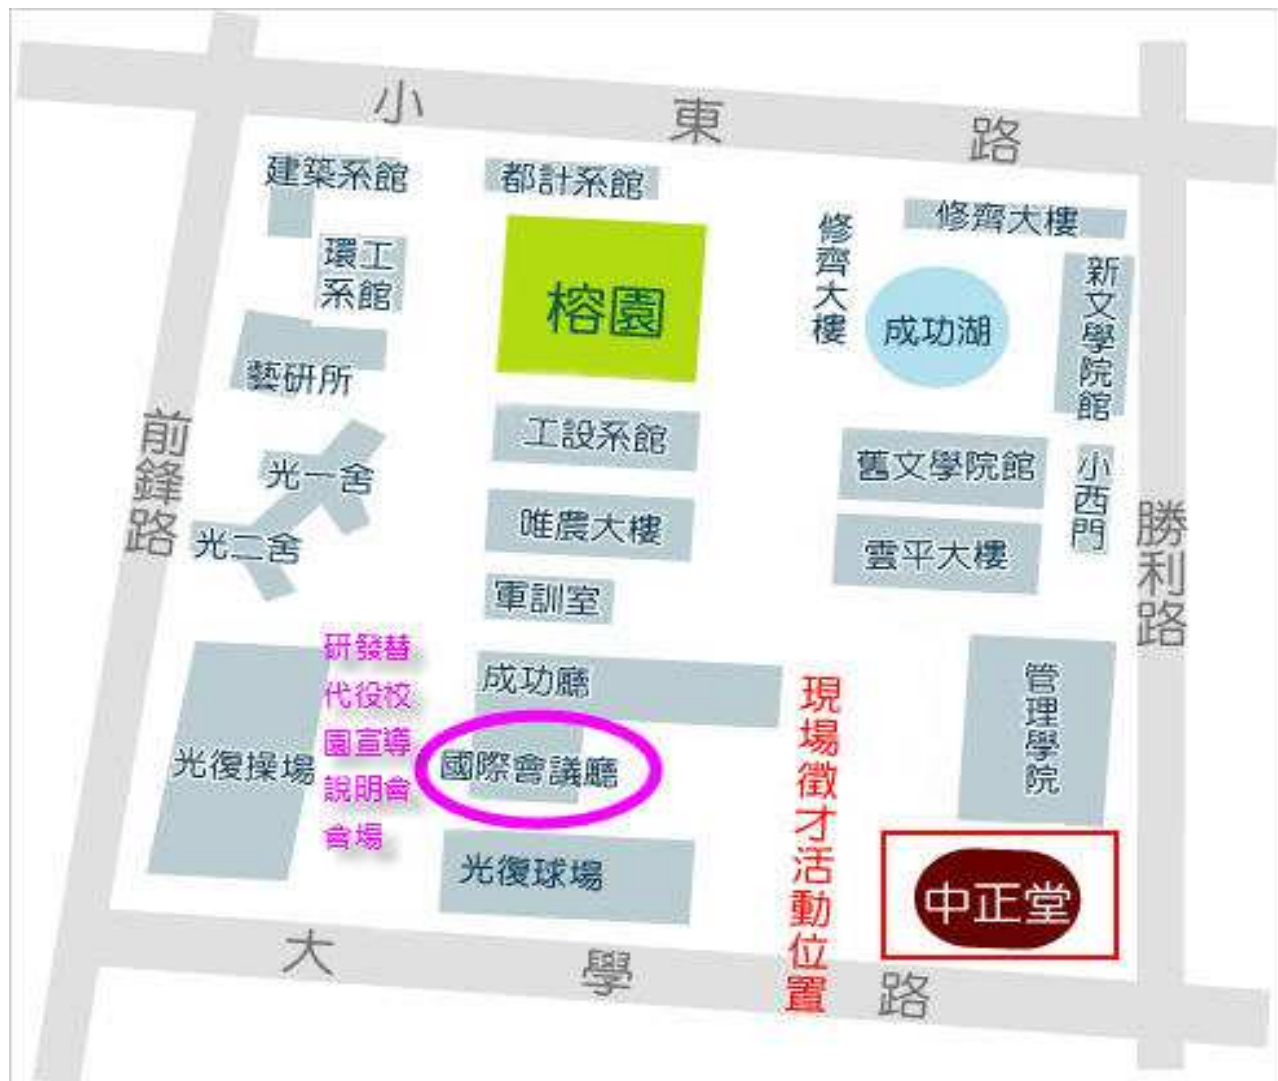 小東路
建築系館
都計系館
修齊大樓
修齊大樓
環工
系館
榕園
成功湖
新文學院館
藝研所
前鋒路
工設系館
光一舍
舊文學院館
小西門
唯農大樓
光二舍
雲平大樓
勝利路
軍訓室
研發替
代役校
園宣導
說明會
會場
成功廳
管理學院
現場徵才活動位置
光復操場
國際會議廳
光復球場
中正堂
大學路